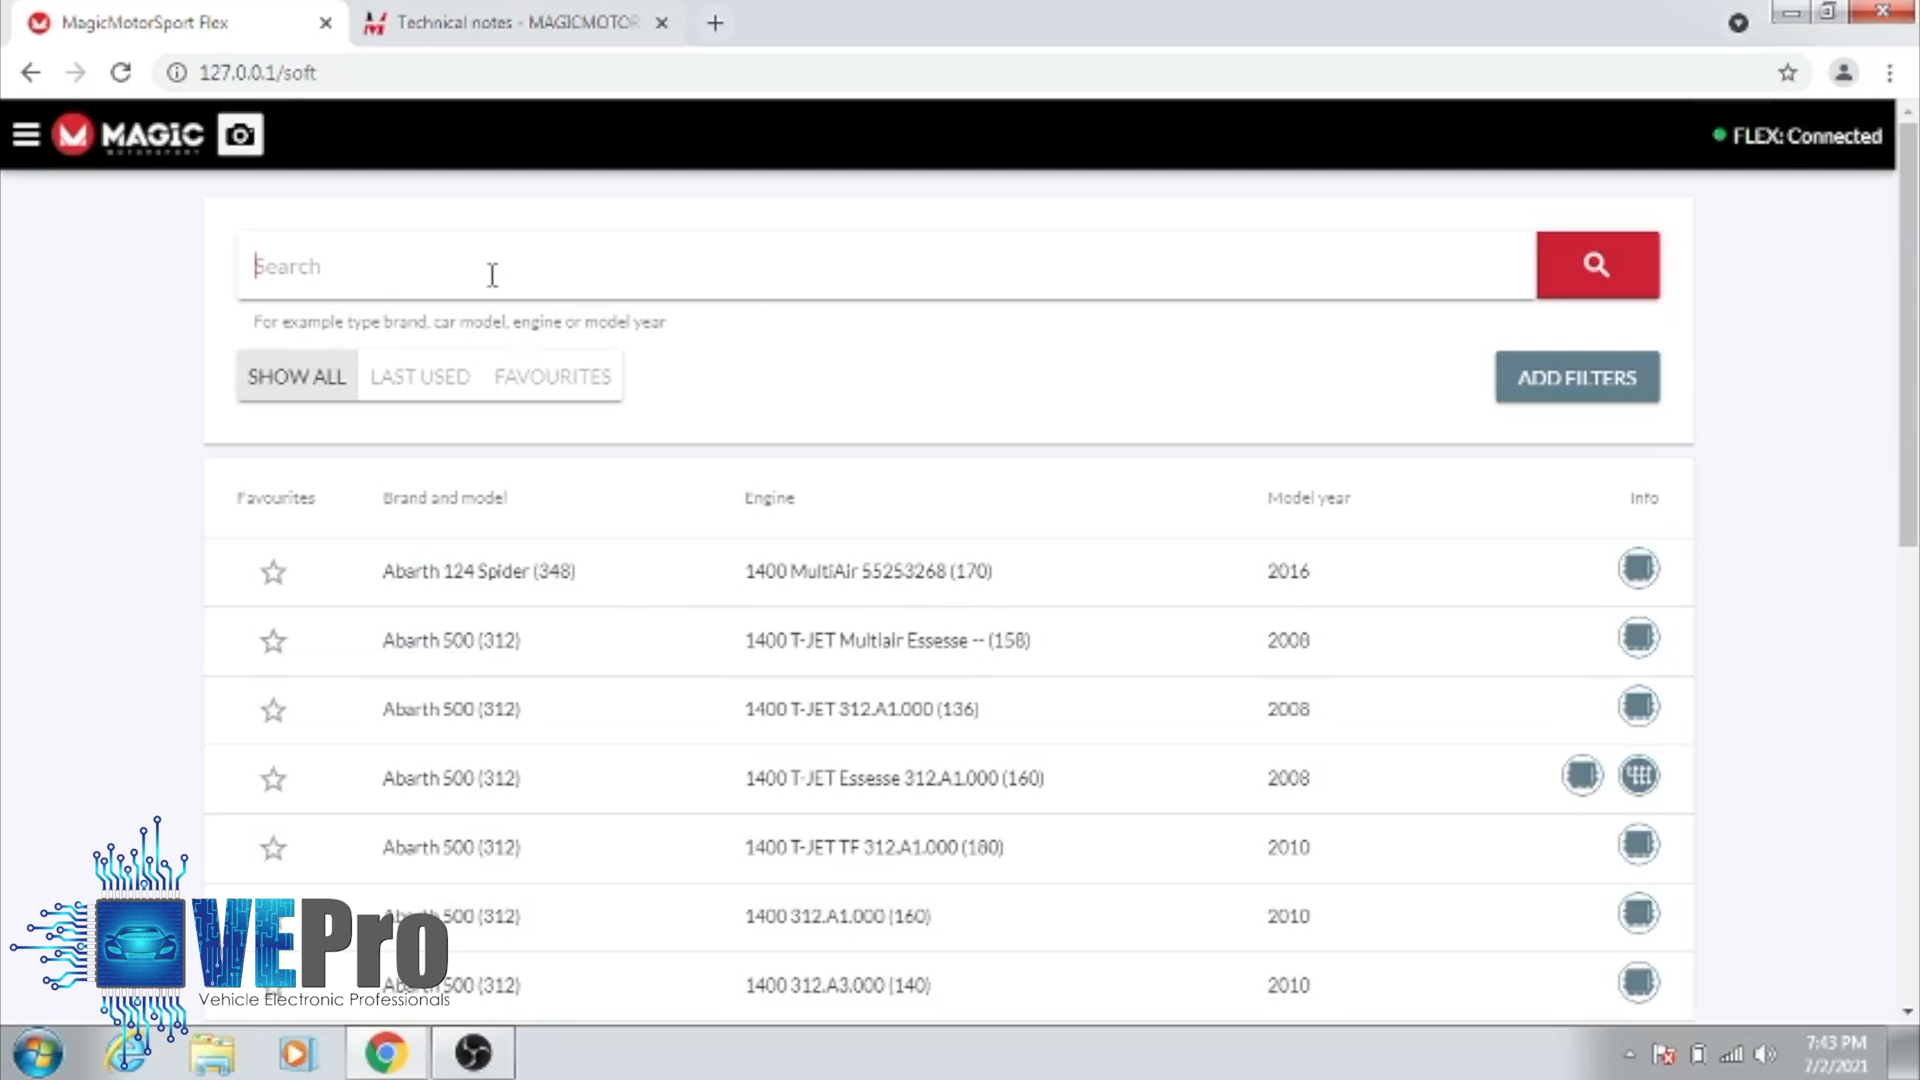 MagicMotorSport Flex
Technical notes - MAGICMOTOR
127.0.0.1/soft
MAGIC
MOTORSPORT
FLEX: Connected
Search
For example type brand, car model, engine or model year
SHOW ALL LAST USED FAVOURITES
ADD FILTERS
Favourites Brand and model Engine Model year Info
Abarth 124 Spider (348) 1400 MultiAir 55253268 (170) 2016
Abarth 500 (312) 1400 T-JET Multiair Essesse -- (158) 2008
Abarth 500 (312) 1400 T-JET 312.A1.000 (136) 2008
Abarth 500 (312) 1400 T-JET Essesse 312.A1.000 (160) 2008
Abarth 500 (312) 1400 T-JET TF 312.A1.000 (180) 2010
Abarth 500 (312) 1400 312.A1.000 (160) 2010
500 (312) 1400 312.A3.000 (140) 2010
VEPro
Vehicle Electronic Professionals
7:43 PM
7/2/2021